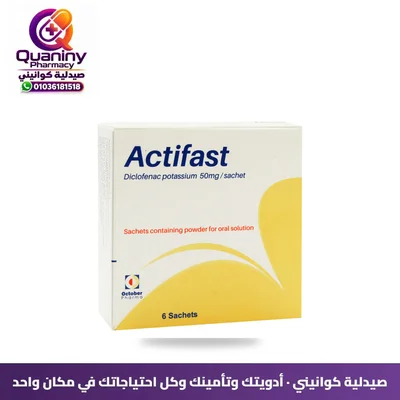 Quaniny
Pharmacy
صيدلية كوانيني
01036181518
Actifast
Diclofenac potassium 50mg/sachet
Sachets containing powder for oral solution
October
Pharma
6 Sachets
صيدلية كوانيني - أدويتك وتأمينك وكل احتياجاتك في مكان واحد